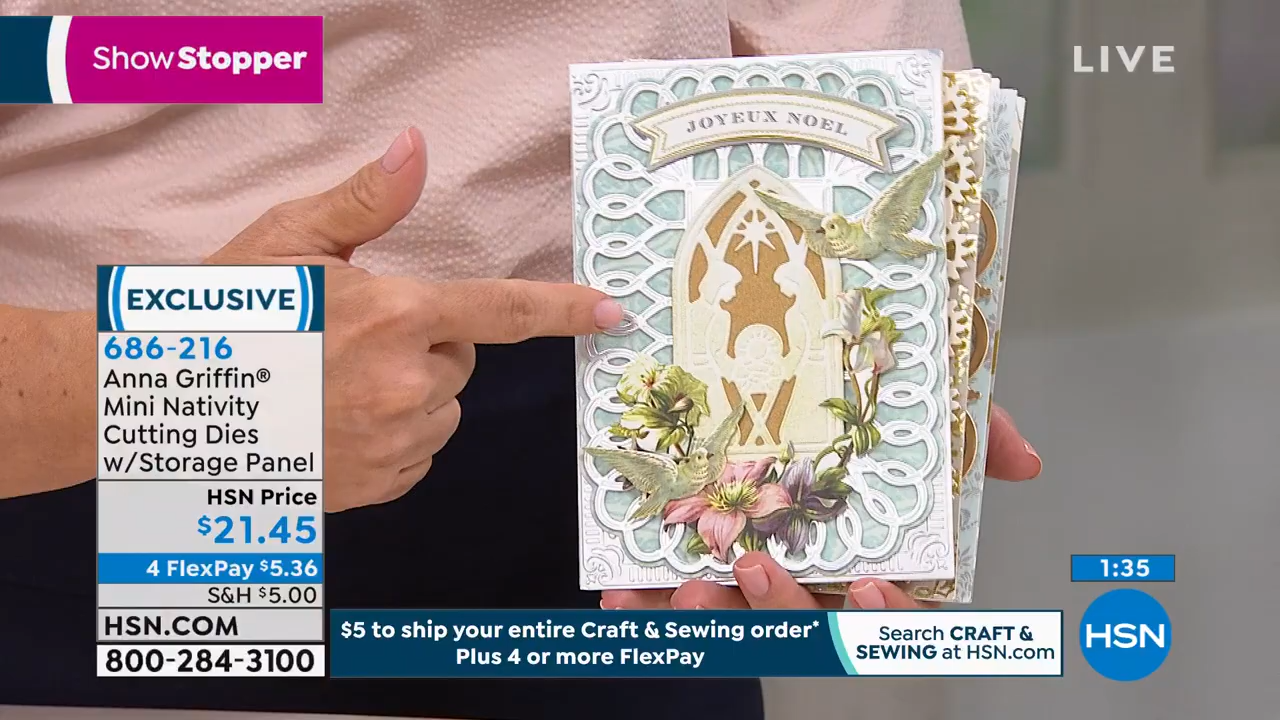 ShowStopper
LIVE
JOYEUX NOEL
EXCLUSIVE
686-216
Anna Griffin®
Mini Nativity
Cutting Dies
w/Storage Panel
HSN Price
$21.45
4 FlexPay $5.36
S&H $5.00
HSN.COM
800-284-3100
$5 to ship your entire Craft & Sewing order*
Plus 4 or more FlexPay
Search CRAFT &
SEWING at HSN.com
1:35
HSN